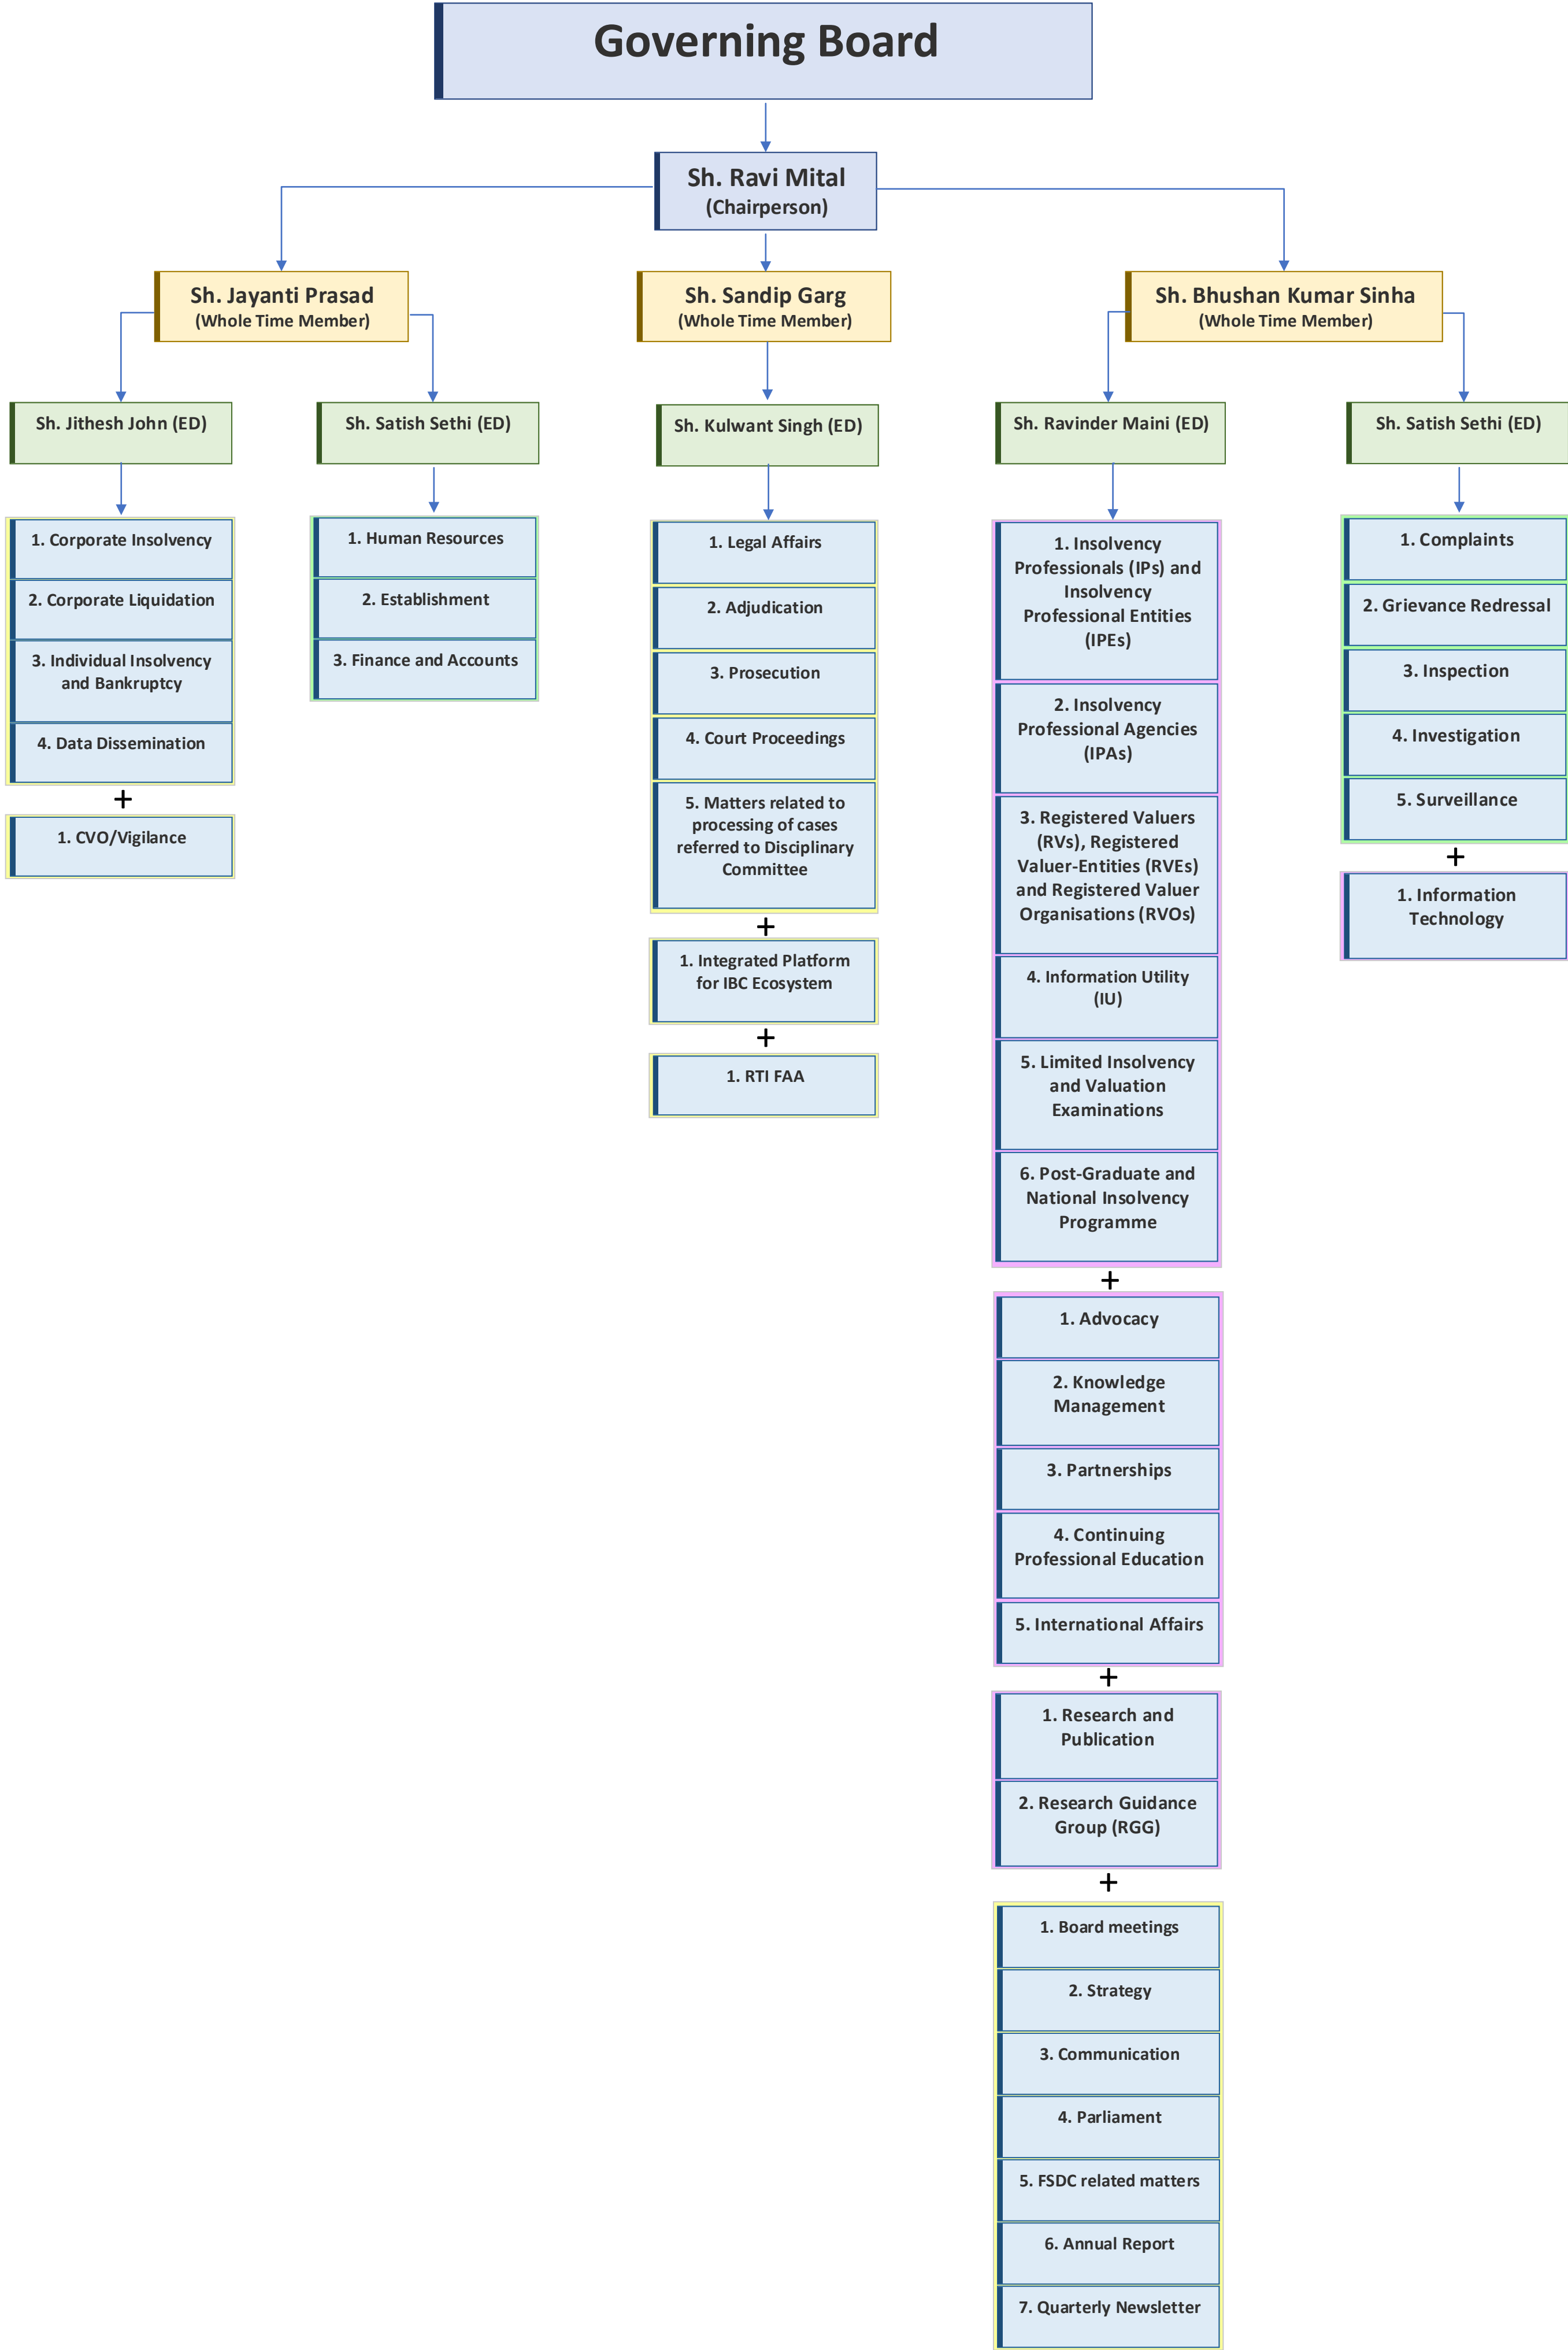 Governing Board
Sh. Ravi Mital
(Chairperson)
Sh. Jayanti Prasad
(Whole Time Member)
Sh. Sandip Garg
(Whole Time Member)
Sh. Bhushan Kumar Sinha
(Whole Time Member)
Sh. Jithesh John (ED)
Sh. Satish Sethi (ED)
Sh. Kulwant Singh (ED)
Sh. Ravinder Maini (ED)
Sh. Satish Sethi (ED)
1. Corporate Insolvency
2. Corporate Liquidation
3. Individual Insolvency
and Bankruptcy
4. Data Dissemination
+
1. CVO/Vigilance
1. Human Resources
2. Establishment
3. Finance and Accounts
1. Legal Affairs
2. Adjudication
3. Prosecution
4. Court Proceedings
5. Matters related to
processing of cases
referred to Disciplinary
Committee
+
1. Integrated Platform
for IBC Ecosystem
+
1. RTI FAA
1. Insolvency
Professionals (IPs) and
Insolvency
Professional Entities
(IPEs)
2. Insolvency
Professional Agencies
(IPAs)
3. Registered Valuers
(RVs), Registered
Valuer-Entities (RVEs)
and Registered Valuer
Organisations (RVOs)
4. Information Utility
(IU)
5. Limited Insolvency
and Valuation
Examinations
6. Post-Graduate and
National Insolvency
Programme
+
1. Advocacy
2. Knowledge
Management
3. Partnerships
4. Continuing
Professional Education
5. International Affairs
+
1. Research and
Publication
2. Research Guidance
Group (RGG)
+
1. Board meetings
2. Strategy
3. Communication
4. Parliament
5. FSDC related matters
6. Annual Report
7. Quarterly Newsletter
1. Complaints
2. Grievance Redressal
3. Inspection
4. Investigation
5. Surveillance
+
1. Information
Technology